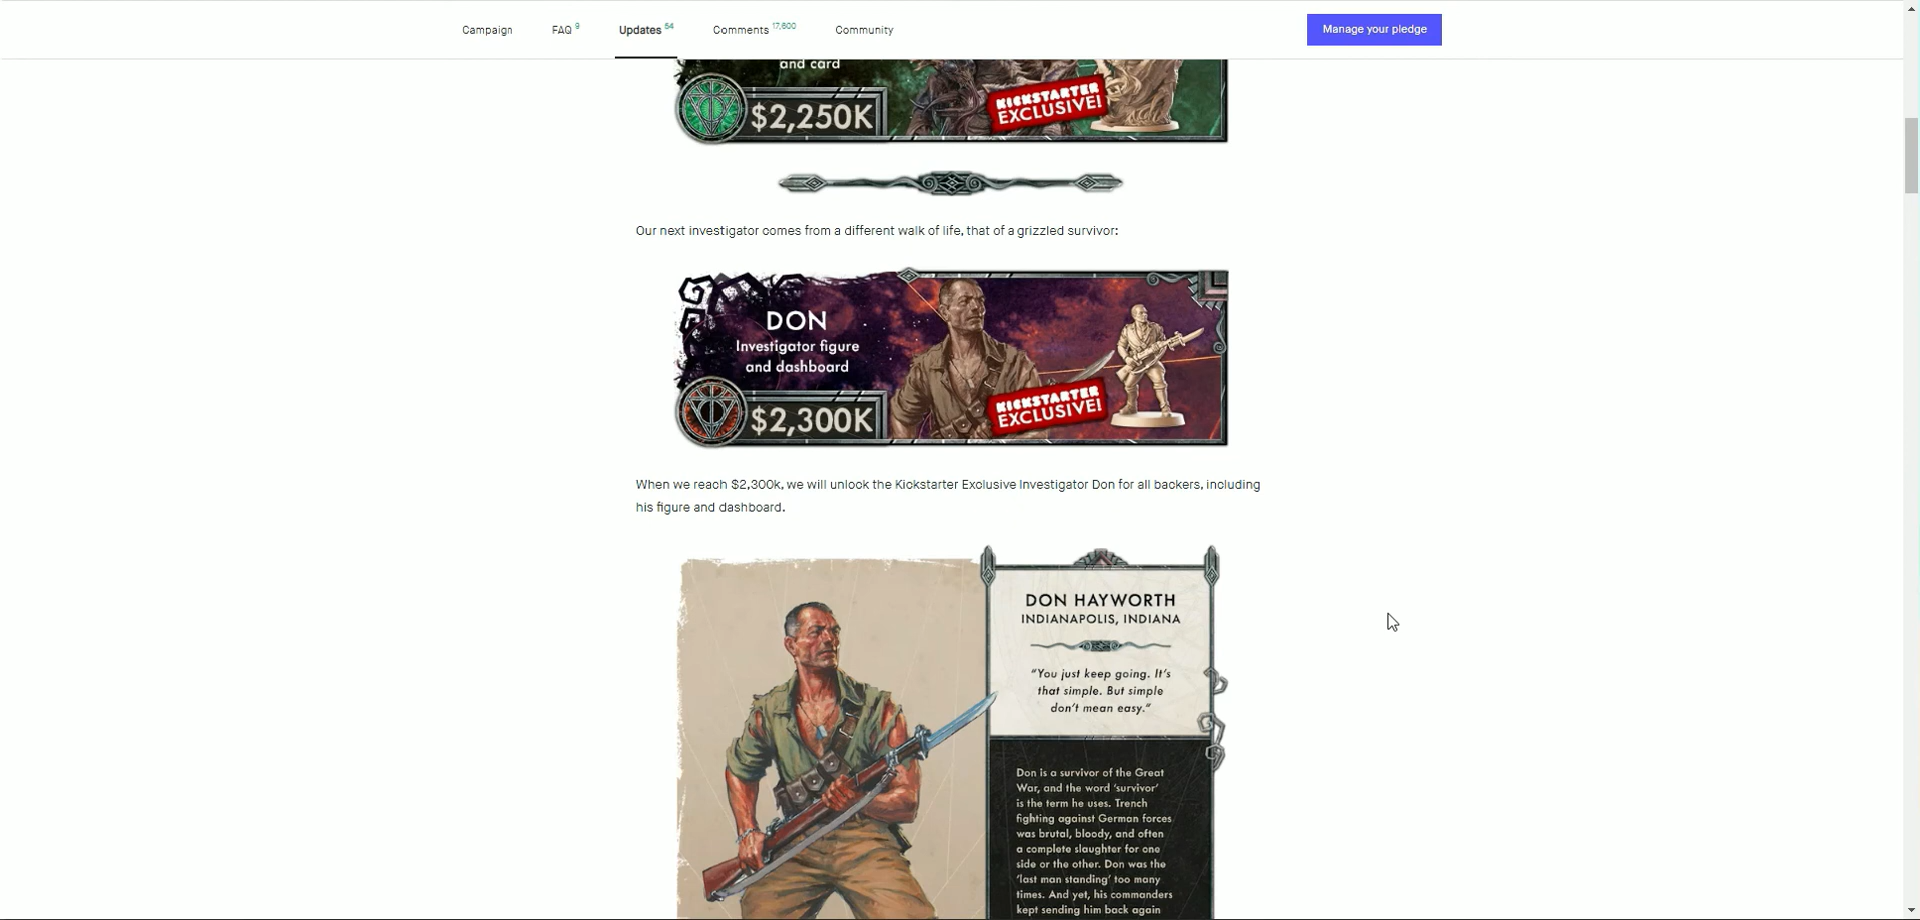 Campaign
FAQ 9
Updates 54
Comments 17,600
Community
Manage your pledge
and card
$2,250K
KICKSTARTER
EXCLUSIVE!
Our next investigator comes from a different walk of life, that of a grizzled survivor:
DON
Investigator figure
and dashboard
$2,300K
KICKSTARTER
EXCLUSIVE!
When we reach $2,300k, we will unlock the Kickstarter Exclusive Investigator Don for all backers, including
his figure and dashboard.
DON HAYWORTH
INDIANAPOLIS, INDIANA
“You just keep going. It’s
that simple. But simple
don’t mean easy.”
Don is a survivor of the Great
War, and the word ‘survivor’
is the term he uses. Trench
fighting against German forces
was brutal, bloody, and often
a complete slaughter for one
side or the other. Don was the
‘last man standing’ too many
times. And yet, his commanders
kept sending him back again